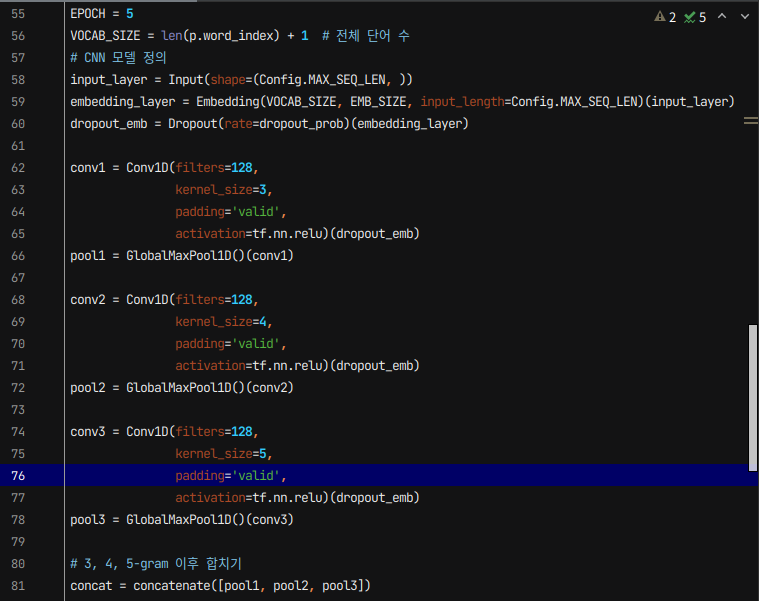 55 EPOCH = 5
56 VOCAB_SIZE = len(p.word_index) + 1  # 전체 단어 수
57 # CNN 모델 정의
58 input_layer = Input(shape=(Config.MAX_SEQ_LEN, ))
59 embedding_layer = Embedding(VOCAB_SIZE, EMB_SIZE, input_length=Config.MAX_SEQ_LEN)(input_layer)
60 dropout_emb = Dropout(rate=dropout_prob)(embedding_layer)
61
62 conv1 = Conv1D(filters=128,
63                kernel_size=3,
64                padding='valid',
65                activation=tf.nn.relu)(dropout_emb)
66 pool1 = GlobalMaxPool1D()(conv1)
67
68 conv2 = Conv1D(filters=128,
69                kernel_size=4,
70                padding='valid',
71                activation=tf.nn.relu)(dropout_emb)
72 pool2 = GlobalMaxPool1D()(conv2)
73
74 conv3 = Conv1D(filters=128,
75                kernel_size=5,
76                padding='valid',
77                activation=tf.nn.relu)(dropout_emb)
78 pool3 = GlobalMaxPool1D()(conv3)
79
80 # 3, 4, 5-gram 이후 합치기
81 concat = concatenate([pool1, pool2, pool3])
2 5